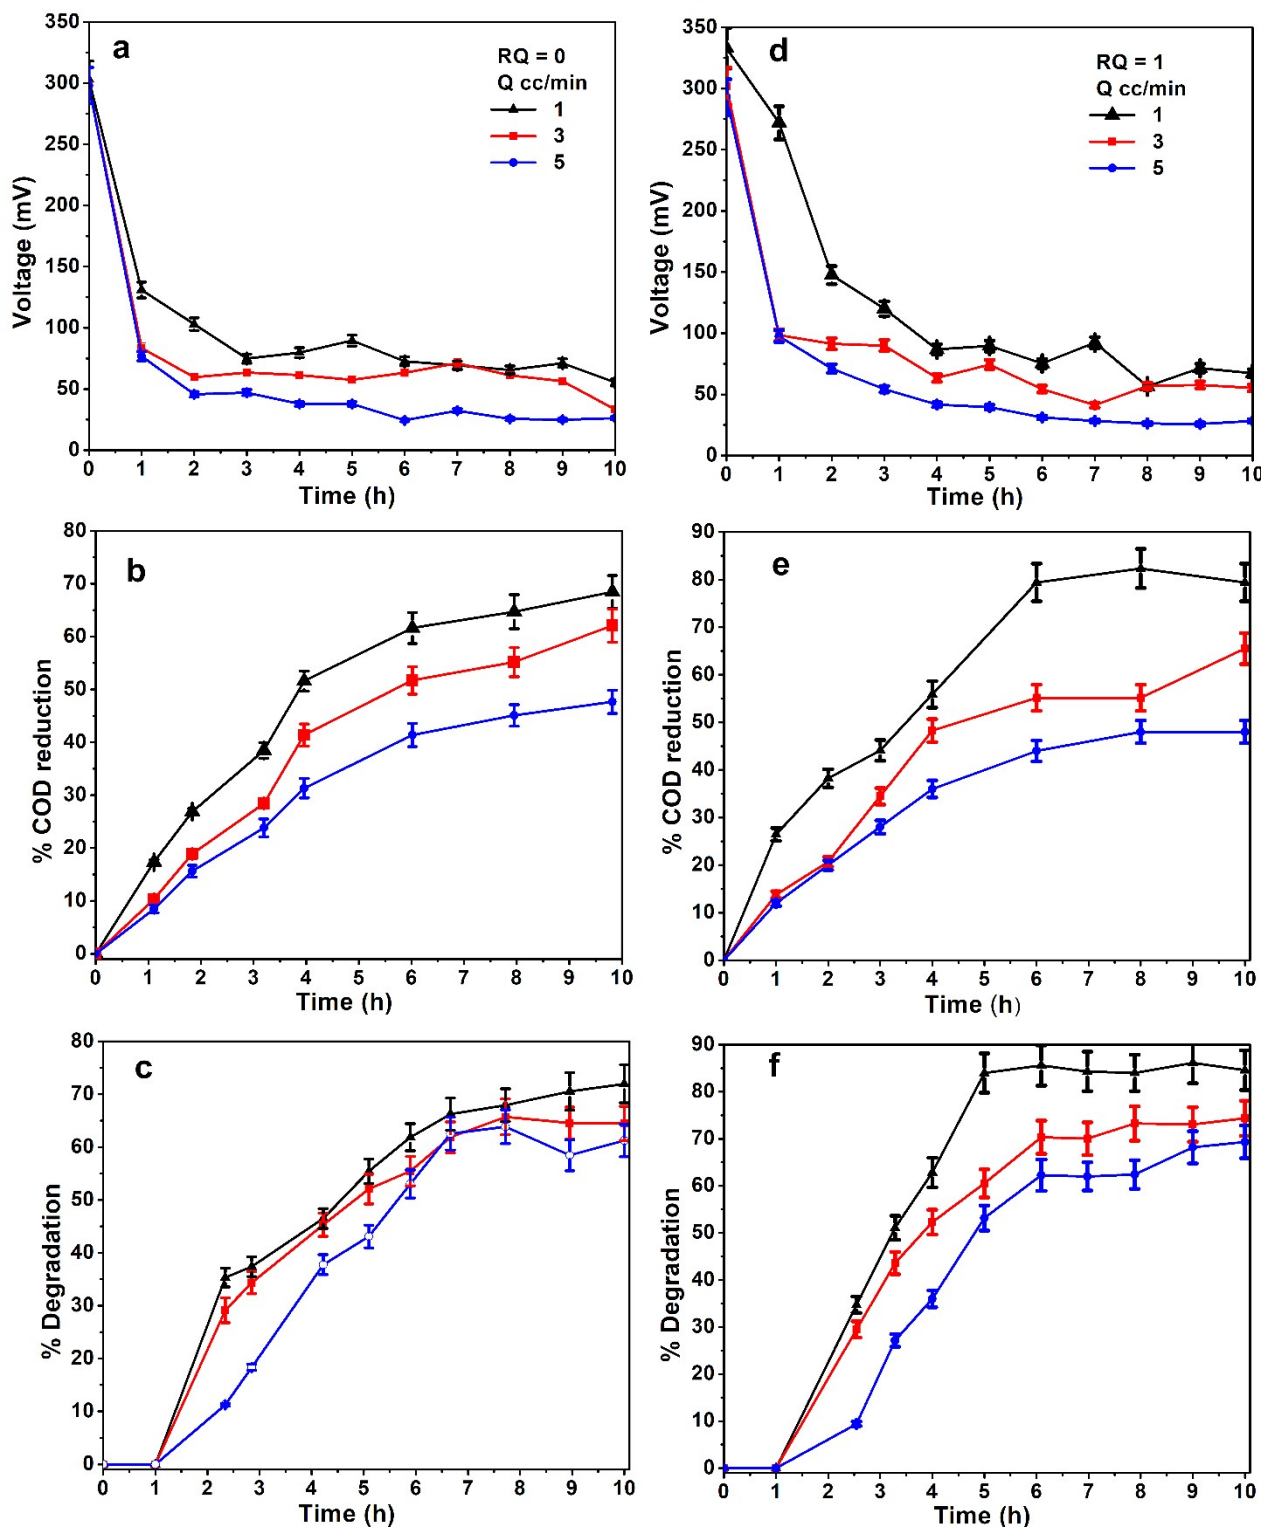 a
RQ = 0
Q cc/min
1
3
5
350
300
250
200
150
100
50
0
Voltage (mV)
0 1 2 3 4 5 6 7 8 9 10
Time (h)
d
RQ = 1
Q cc/min
1
3
5
350
300
250
200
150
100
50
0
Voltage (mV)
0 1 2 3 4 5 6 7 8 9 10
Time (h)
b
80
70
60
50
40
30
20
10
0
% COD reduction
0 1 2 3 4 5 6 7 8 9 10
Time (h)
e
90
80
70
60
50
40
30
20
10
0
% COD reduction
0 1 2 3 4 5 6 7 8 9 10
Time (h)
c
80
70
60
50
40
30
20
10
0
% Degradation
0 1 2 3 4 5 6 7 8 9 10
Time (h)
f
90
80
70
60
50
40
30
20
10
0
% Degradation
0 1 2 3 4 5 6 7 8 9 10
Time (h)